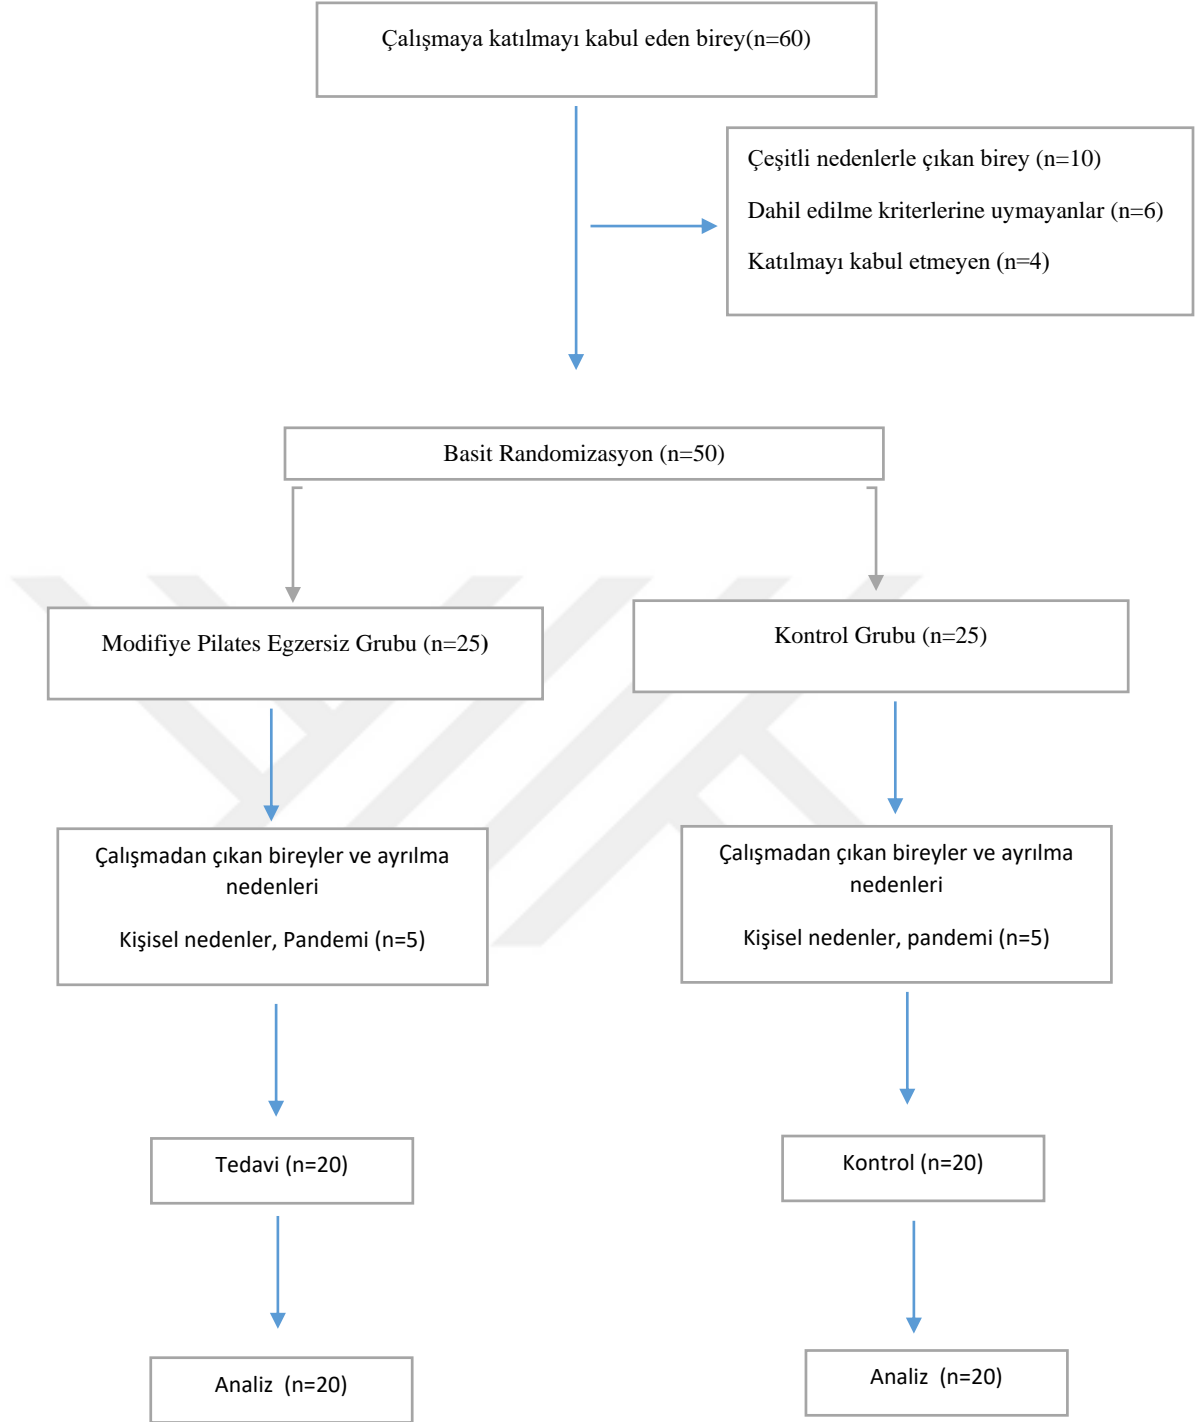 Çalışmaya katılmayı kabul eden birey(n=60)
Çeşitli nedenlerle çıkan birey (n=10)
Dahil edilme kriterlerine uymayanlar (n=6)
Katılmayı kabul etmeyen (n=4)
Basit Randomizasyon (n=50)
Modifiye Pilates Egzersiz Grubu (n=25)
Kontrol Grubu (n=25)
Çalışmadan çıkan bireyler ve ayrılma
nedenleri
Kişisel nedenler, Pandemi (n=5)
Çalışmadan çıkan bireyler ve ayrılma
nedenleri
Kişisel nedenler, pandemi (n=5)
Tedavi (n=20)
Kontrol (n=20)
Analiz  (n=20)
Analiz  (n=20)